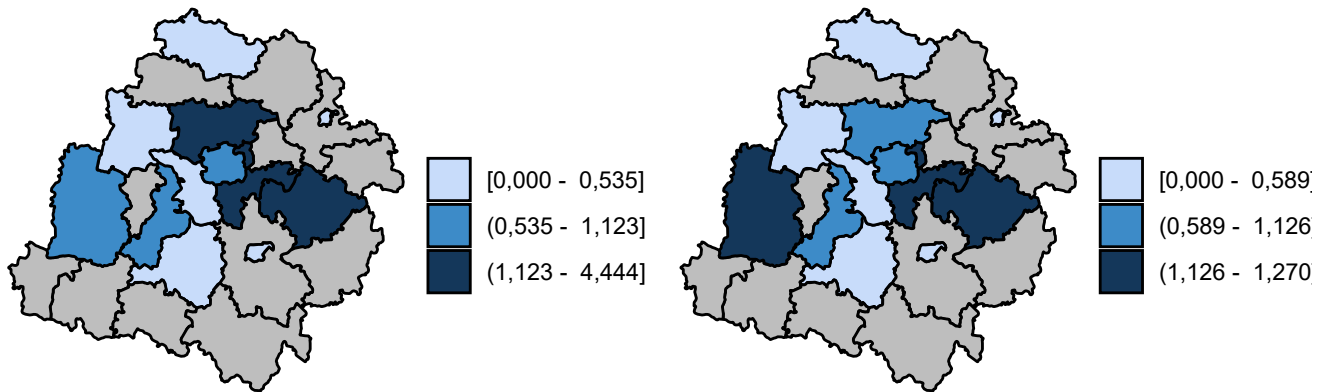 [0,000 - 0,535]
(0,535 - 1,123]
(1,123 - 4,444]
[0,000 - 0,589]
(0,589 - 1,126]
(1,126 - 1,270]